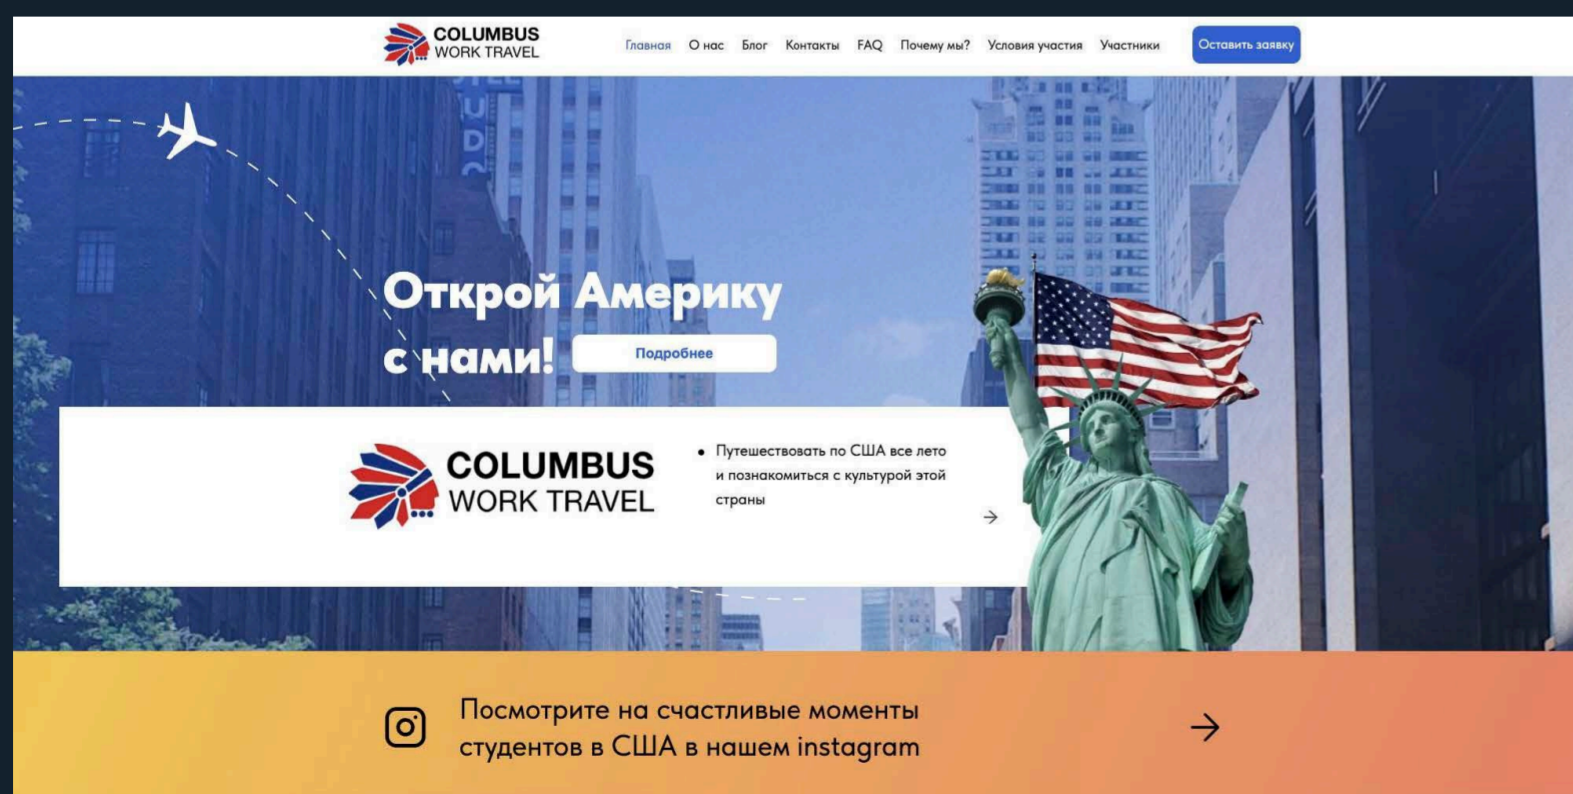 COLUMBUS
WORK TRAVEL
Главная О нас Блог Контакты FAQ Почему мы? Условия участия Участники
Оставить заявку
Открой Америку
с нами!
Подробнее
COLUMBUS
WORK TRAVEL
• Путешествовать по США все лето
и познакомиться с культурой этой
страны
Посмотрите на счастливые моменты
студентов в США в нашем instagram